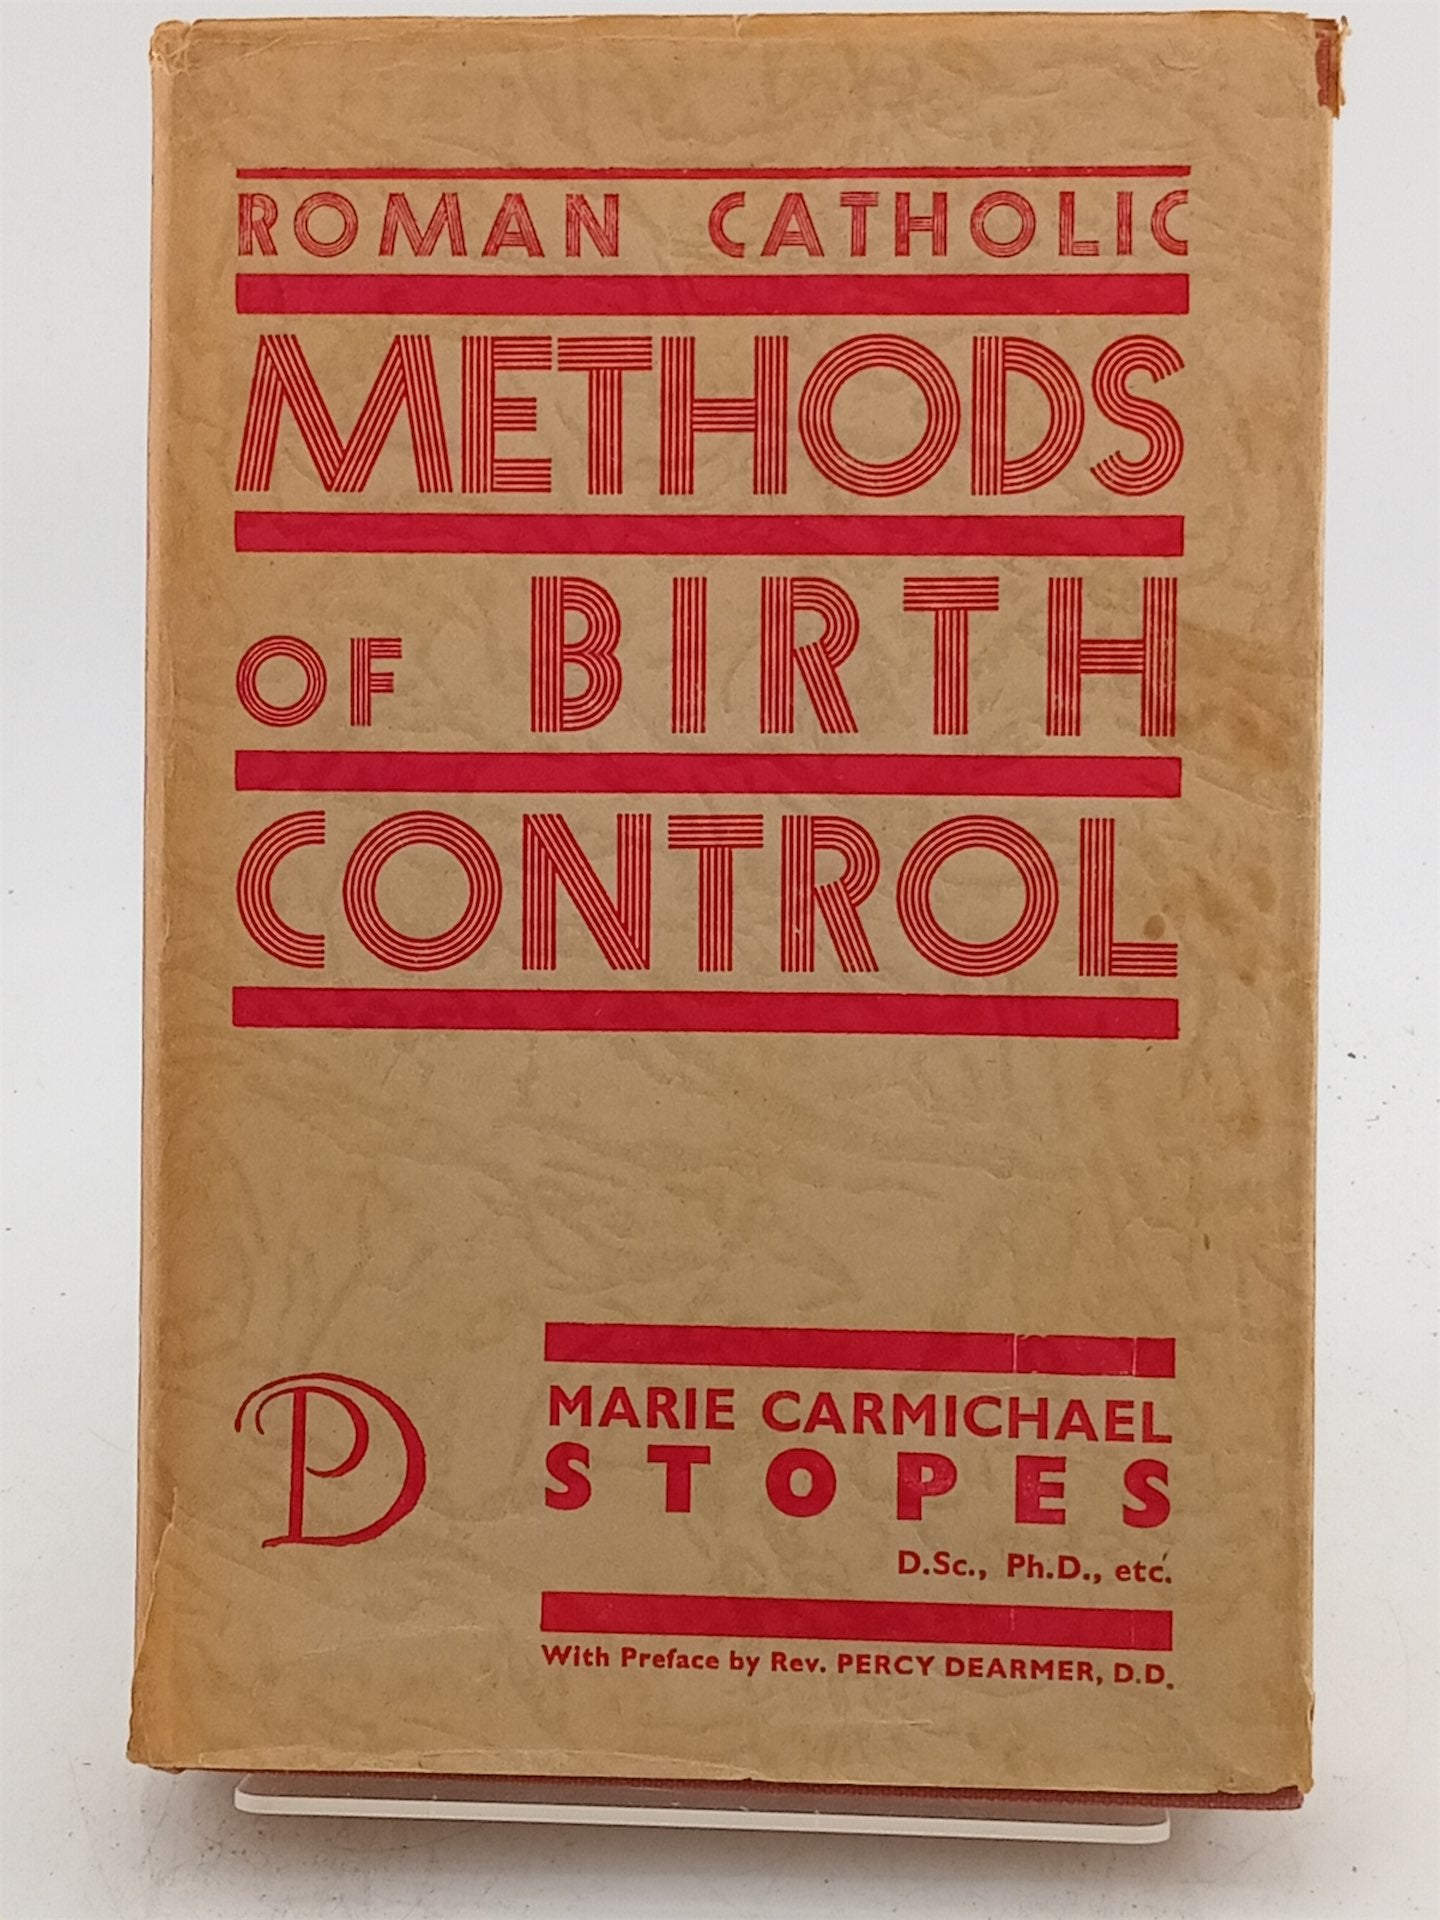 ROMAN CATHOLIC
METHODS
OF BIRTH
CONTROL
PD
MARIE CARMICHAEL
STOPES
D.Sc., Ph.D., etc.
With Preface by Rev. PERCY DEARMER, D.D.